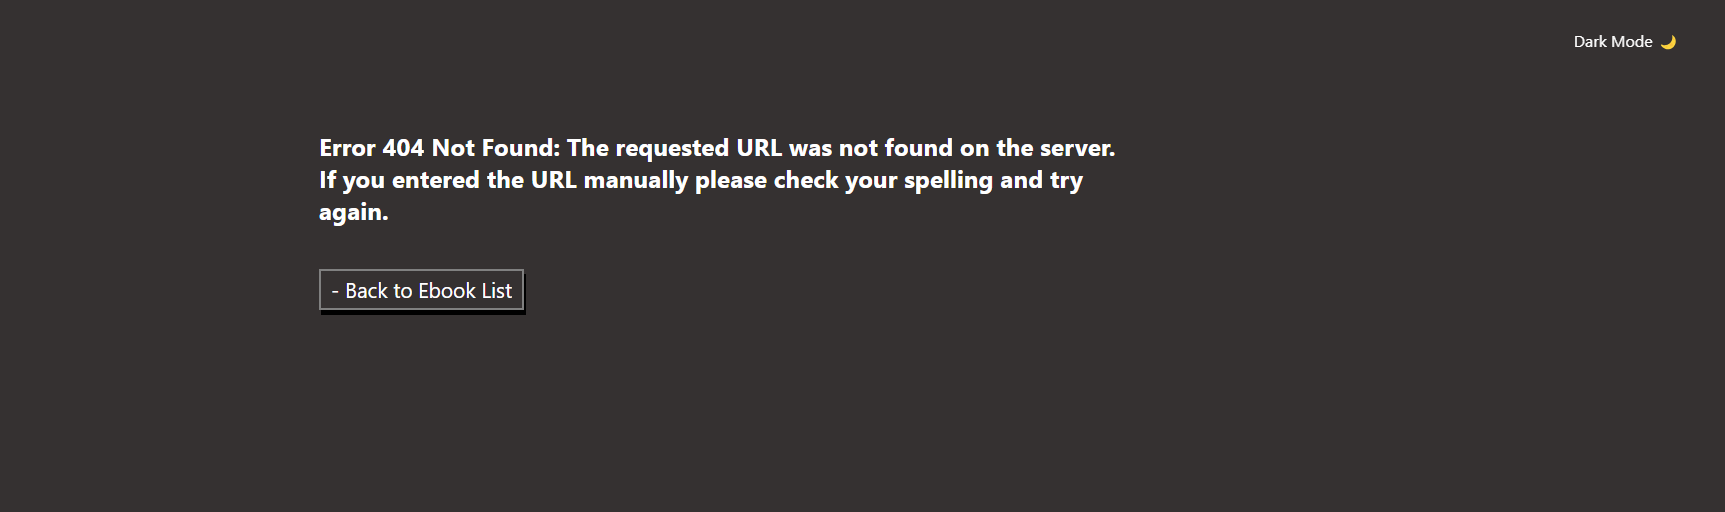 Dark Mode 🌙
Error 404 Not Found: The requested URL was not found on the server.
If you entered the URL manually please check your spelling and try
again.
- Back to Ebook List